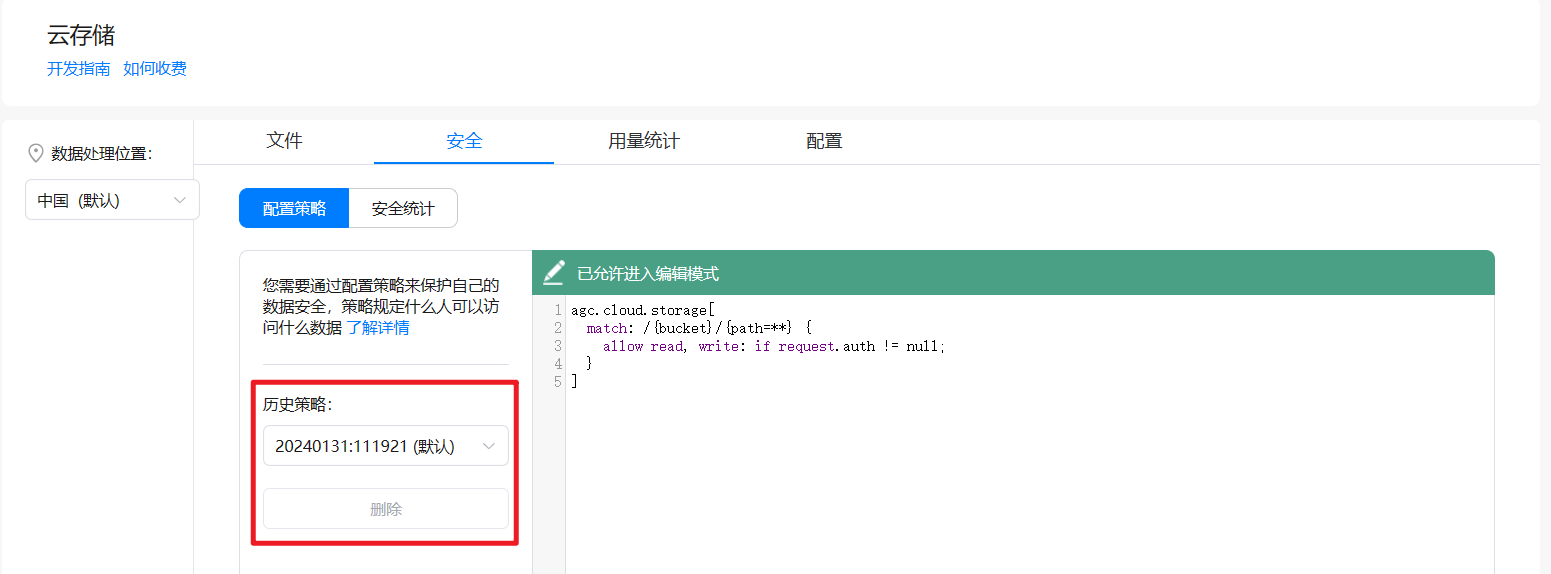 云存储
开发指南 如何收费
数据处理位置：
中国（默认）
文件 安全 用量统计 配置
配置策略 安全统计
您需要通过配置策略来保护自己的
数据安全，策略规定什么人可以访
问什么数据 了解详情
历史策略：
20240131:111921 (默认)
删除
已允许进入编辑模式
1 agc.cloud.storage[
2   match: /{bucket}/{path=**} {
3     allow read, write: if request.auth != null;
4   }
5 ]